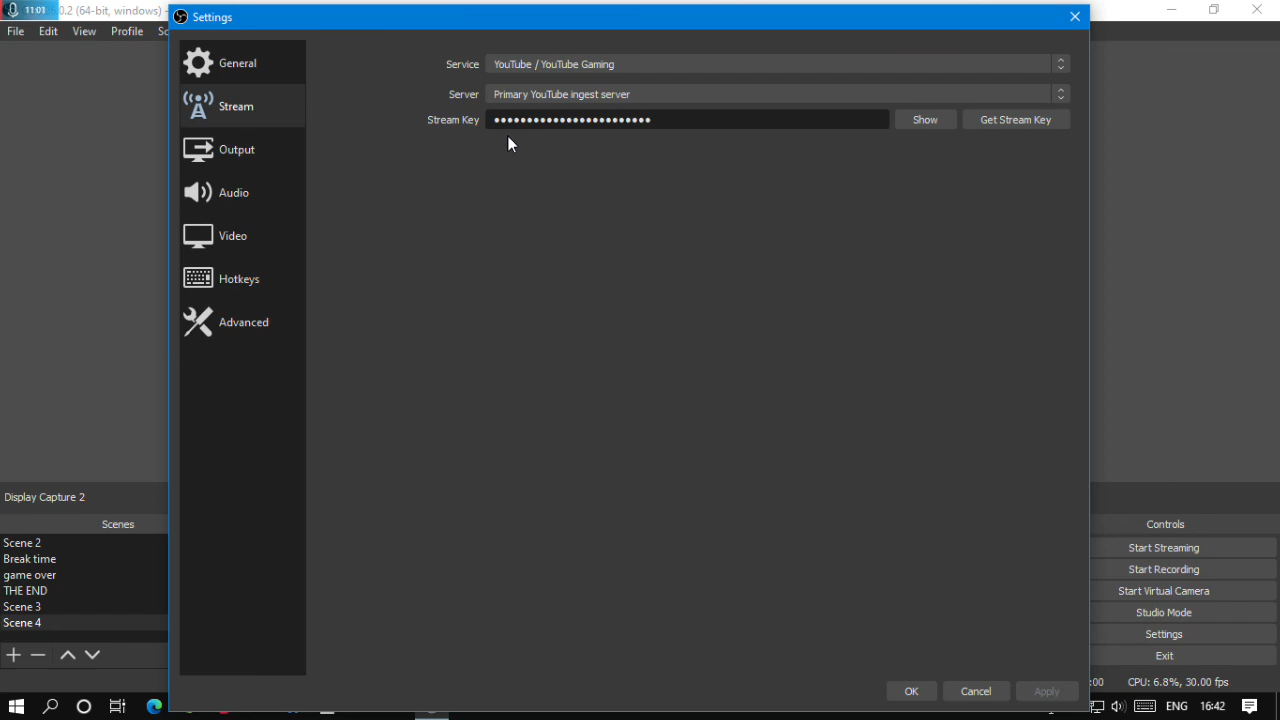 11:01 .0.2 (64-bit, windows) -
File Edit View Profile Sc
Settings
General
Stream
Output
Audio
Video
Hotkeys
Advanced
Service YouTube / YouTube Gaming
Server Primary YouTube ingest server
Stream Key ●●●●●●●●●●●●●●●●●●●●●●●● Show Get Stream Key
Display Capture 2
Scenes
Scene 2
Break time
game over
THE END
Scene 3
Scene 4
Controls
Start Streaming
Start Recording
Start Virtual Camera
Studio Mode
Settings
Exit
OK Cancel Apply
:00 CPU: 6.8%, 30.00 fps
ENG 16:42